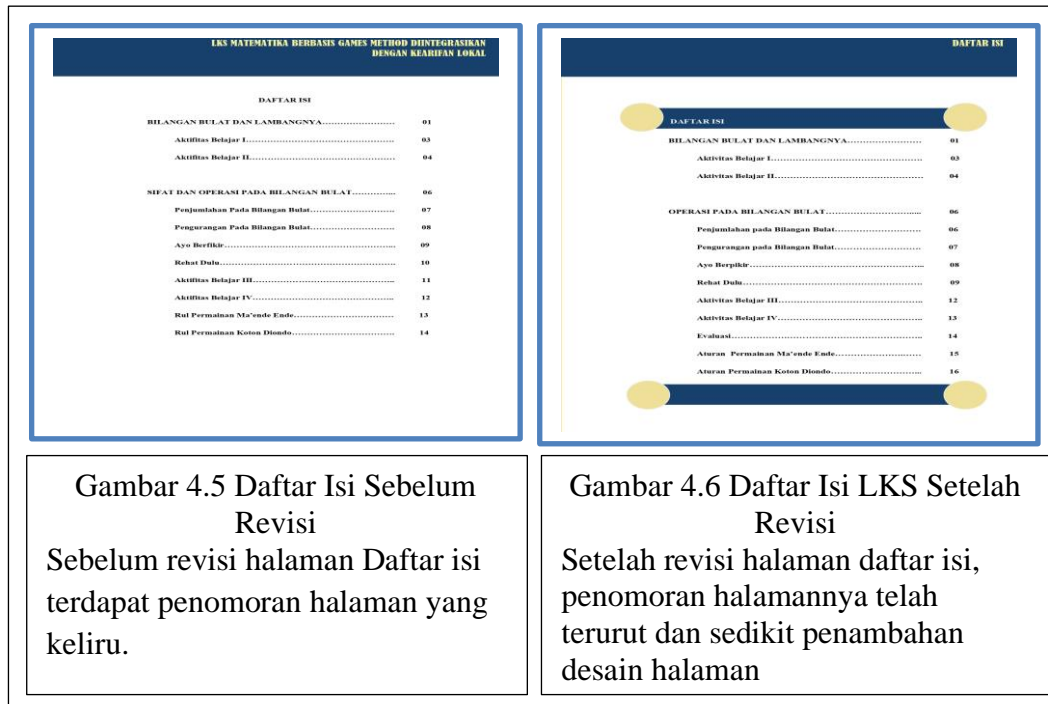 LKS MATEMATIKA BERBASIS GAMES METHOD DIINTEGRASIKAN
DENGAN KEARIFAN LOKAL
DAFTAR ISI
BILANGAN BULAT DAN LAMBANGNYA…………………… 01
Aktifitas Belajar I…………………………………… 03
Aktifitas Belajar II………………………………….. 04
SIFAT DAN OPERASI PADA BILANGAN BULAT………….. 06
Penjumlahan Pada Bilangan Bulat…………………… 07
Pengurangan Pada Bilangan Bulat…………………… 08
Ayo Berfikir………………………………………….. 09
Rehat Dulu…………………………………………… 10
Aktifitas Belajar III………………………………….. 11
Aktifitas Belajar IV………………………………….. 12
Rul Permainan Ma'ende Ende………………………… 13
Rul Permainan Koton Diondo………………………… 14
Gambar 4.5 Daftar Isi Sebelum
Revisi
Sebelum revisi halaman Daftar isi
terdapat penomoran halaman yang
keliru.
DAFTAR ISI
DAFTAR ISI
BILANGAN BULAT DAN LAMBANGNYA………………… 01
Aktivitas Belajar I…………………………………… 03
Aktivitas Belajar II…………………………………… 04
OPERASI PADA BILANGAN BULAT…………………….... 06
Penjumlahan pada Bilangan Bulat…………………… 06
Pengurangan pada Bilangan Bulat…………………… 07
Ayo Berpikir………………………………………….. 08
Rehat Dulu…………………………………………… 09
Aktivitas Belajar III………………………………….. 12
Aktivitas Belajar IV………………………………….. 13
Evaluasi……………………………………………….. 14
Aturan Permainan Ma'ende Ende…………………… 15
Aturan Permainan Koton Diondo…………………….. 16
Gambar 4.6 Daftar Isi LKS Setelah
Revisi
Setelah revisi halaman daftar isi,
penomoran halamannya telah
terurut dan sedikit penambahan
desain halaman